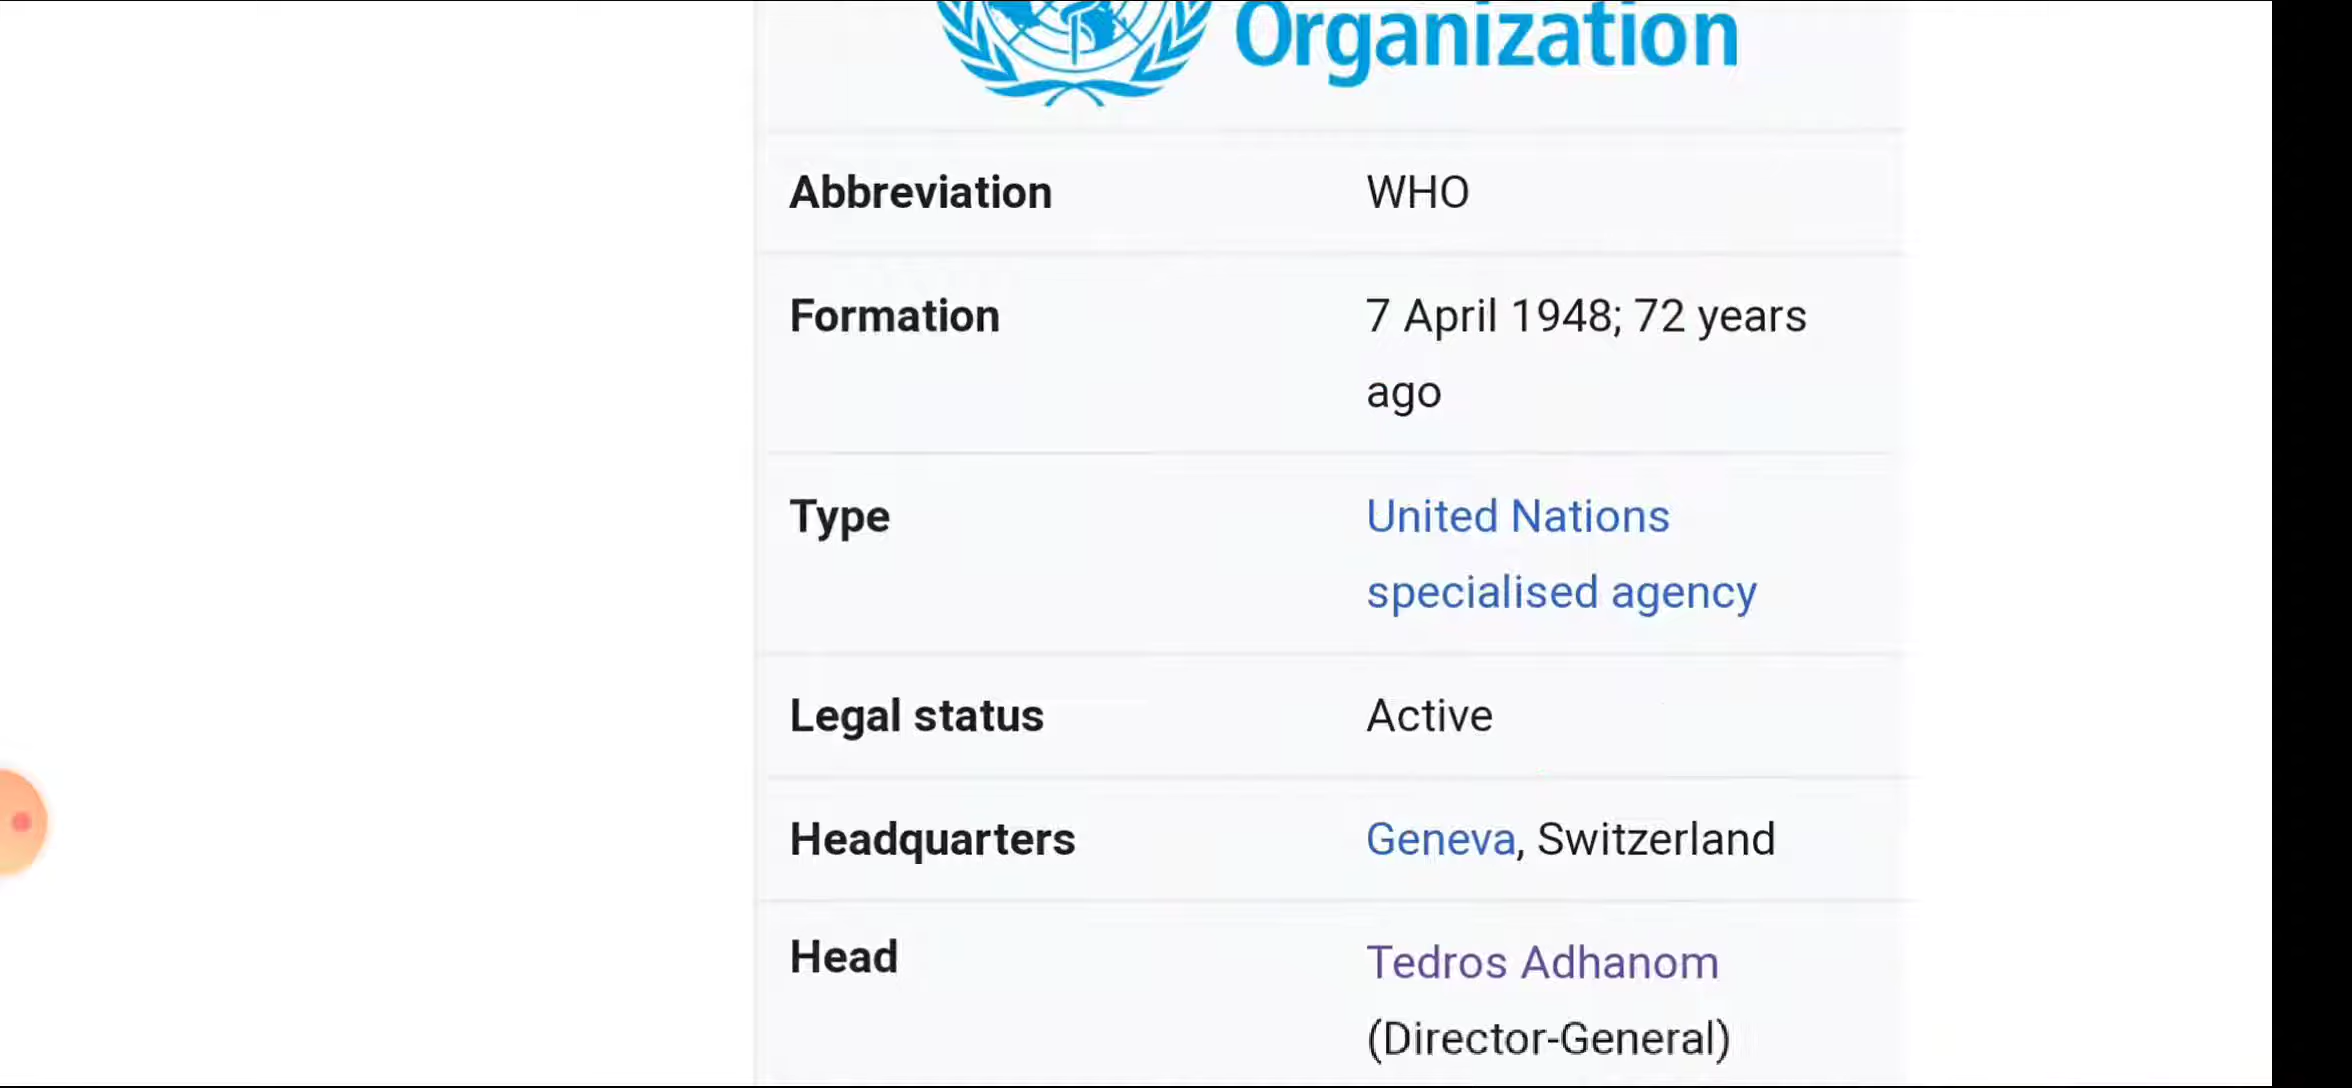 Organization
Abbreviation WHO
Formation 7 April 1948; 72 years
ago
Type United Nations
specialised agency
Legal status Active
Headquarters Geneva, Switzerland
Head Tedros Adhanom
(Director-General)